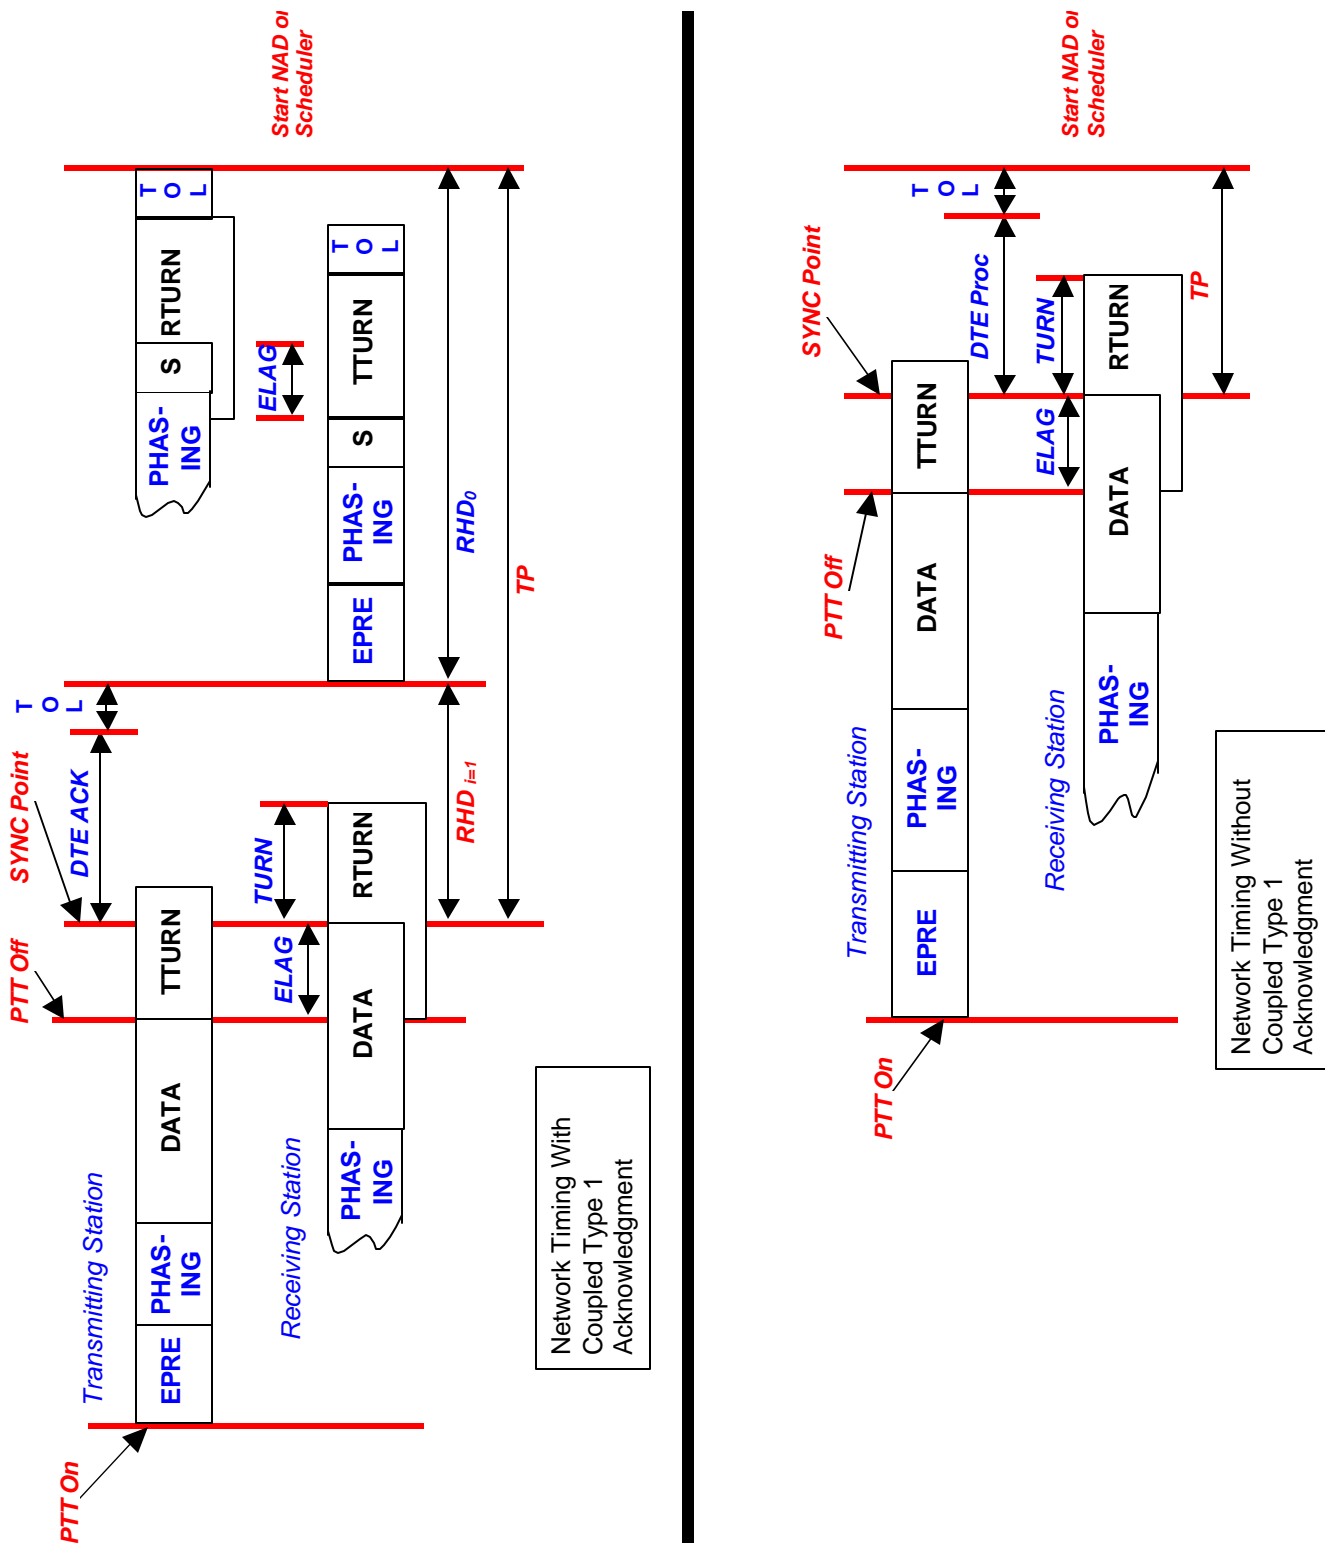 PTT On
PTT Off
SYNC Point
DTE ACK
T
O
L
Transmitting Station
EPRE
PHAS-
ING
DATA
TTURN
PHAS-
ING
S
RTURN
T
O
L
ELAG
TURN
ELAG
Start NAD or
Scheduler
Receiving Station
PHAS-
ING
DATA
RTURN
EPRE
PHAS-
ING
S
TTURN
T
O
L
RHD i=1
RHD0
TP
Network Timing With
Coupled Type 1
Acknowledgment
PTT On
PTT Off
SYNC Point
Transmitting Station
EPRE
PHAS-
ING
DATA
TTURN
T
O
L
DTE Proc
ELAG
TURN
Start NAD or
Scheduler
Receiving Station
PHAS-
ING
DATA
RTURN
TP
Network Timing Without
Coupled Type 1
Acknowledgment